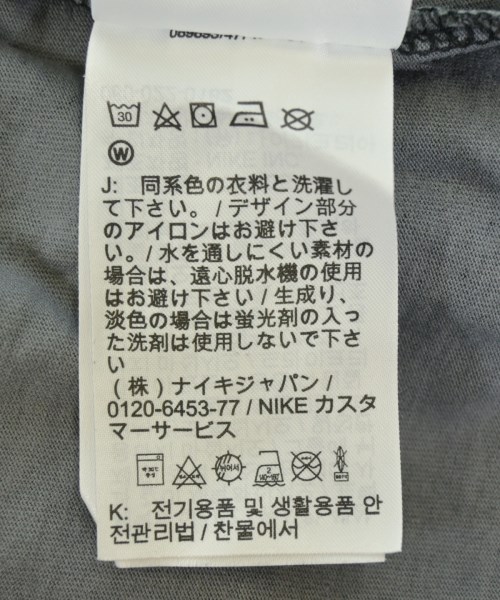 30
W
J: 同系色の衣料と洗濯し
て下さい。 / デザイン部分
のアイロンはお避け下さ
い。/ 水を通しにくい素材の
場合は、遠心脱水機の使用
はお避け下さい / 生成り、
淡色の場合は蛍光剤の入っ
た洗剤は使用しないで下さ
い
(株) ナイキジャパン /
0120-6453-77 / NIKE カスタ
マーサービス
K: 전기용품 및 생활용품 안
전관리법 / 찬물에서